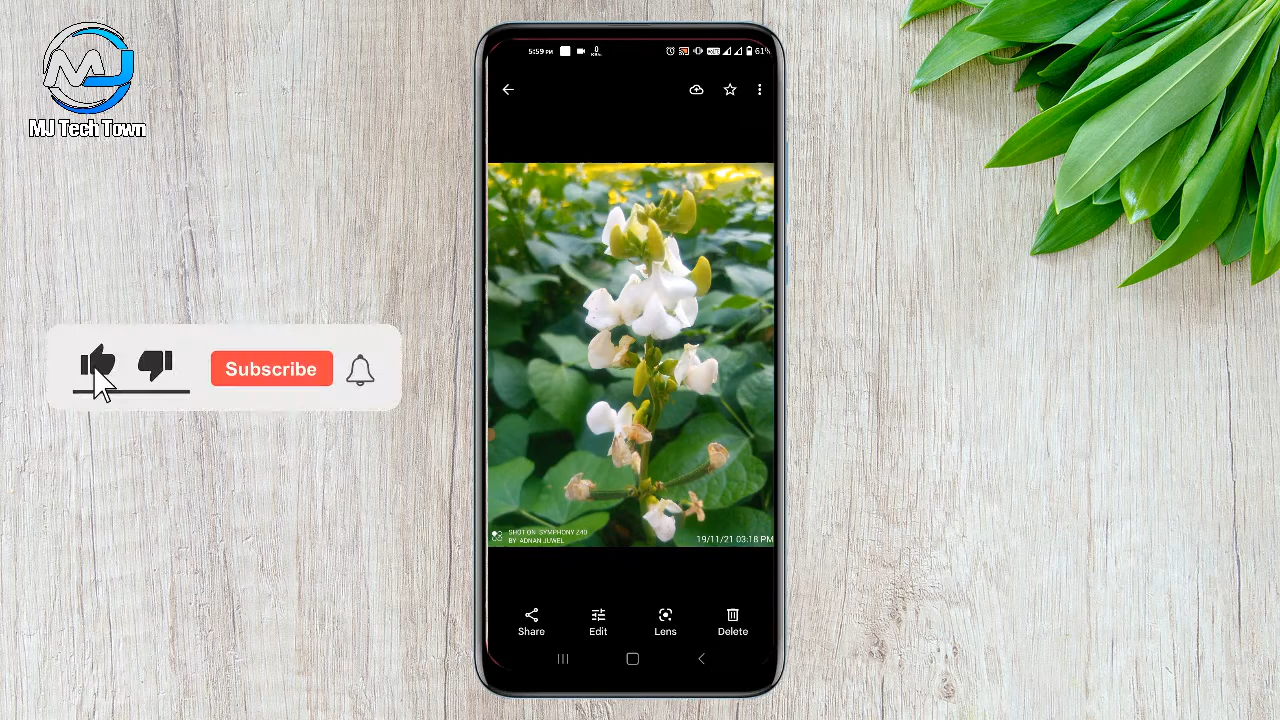 MJ Tech Town
5:59 PM
61%
SHOT ON SYMPHONY Z40
BY ADNAN JUWEL
19/11/21 03:18 PM
Subscribe
Share
Edit
Lens
Delete